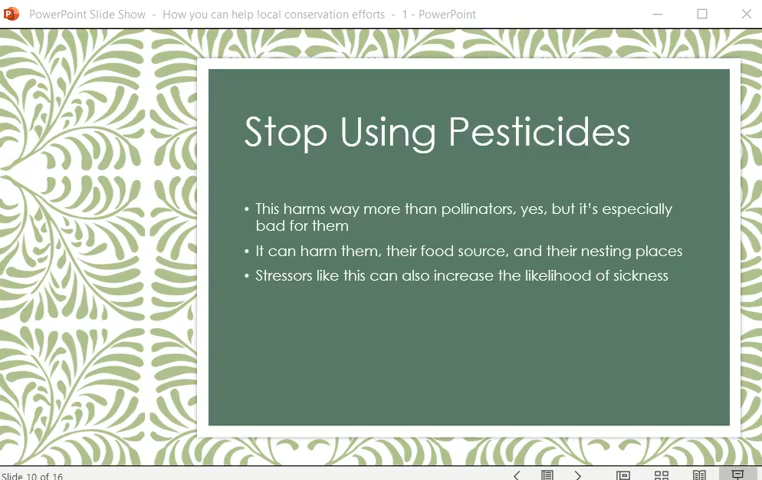 PowerPoint Slide Show - How you can help local conservation efforts - 1 - PowerPoint
Stop Using Pesticides
• This harms way more than pollinators, yes, but it’s especially
bad for them
• It can harm them, their food source, and their nesting places
• Stressors like this can also increase the likelihood of sickness
Slide 10 of 16